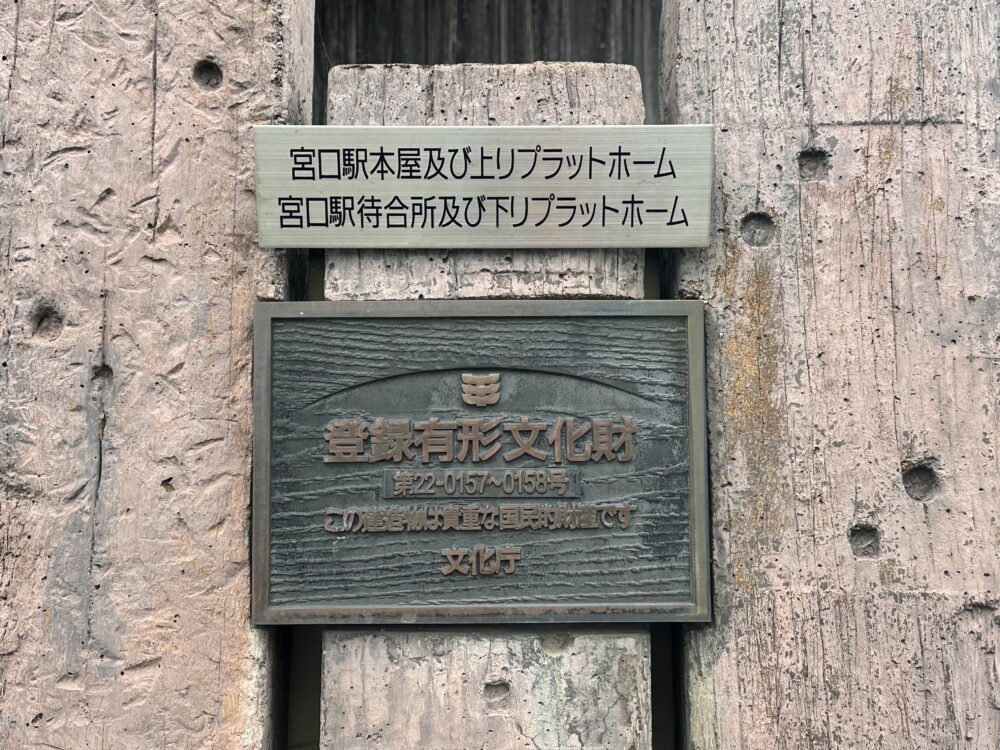 宮口駅本屋及び上りプラットホーム
宮口駅待合所及び下りプラットホーム
登録有形文化財
第22-0157~0158号
この建造物は貴重な国民的財産です
文化庁